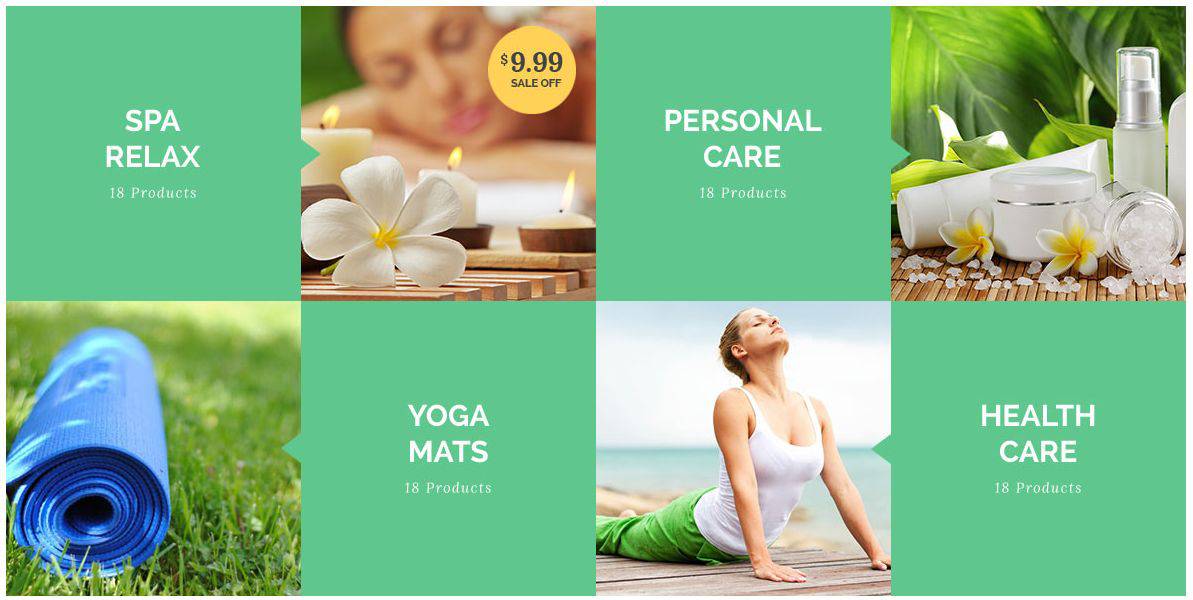 SPA
RELAX
18 Products
$9.99
SALE OFF
PERSONAL
CARE
18 Products
YOGA
MATS
18 Products
HEALTH
CARE
18 Products